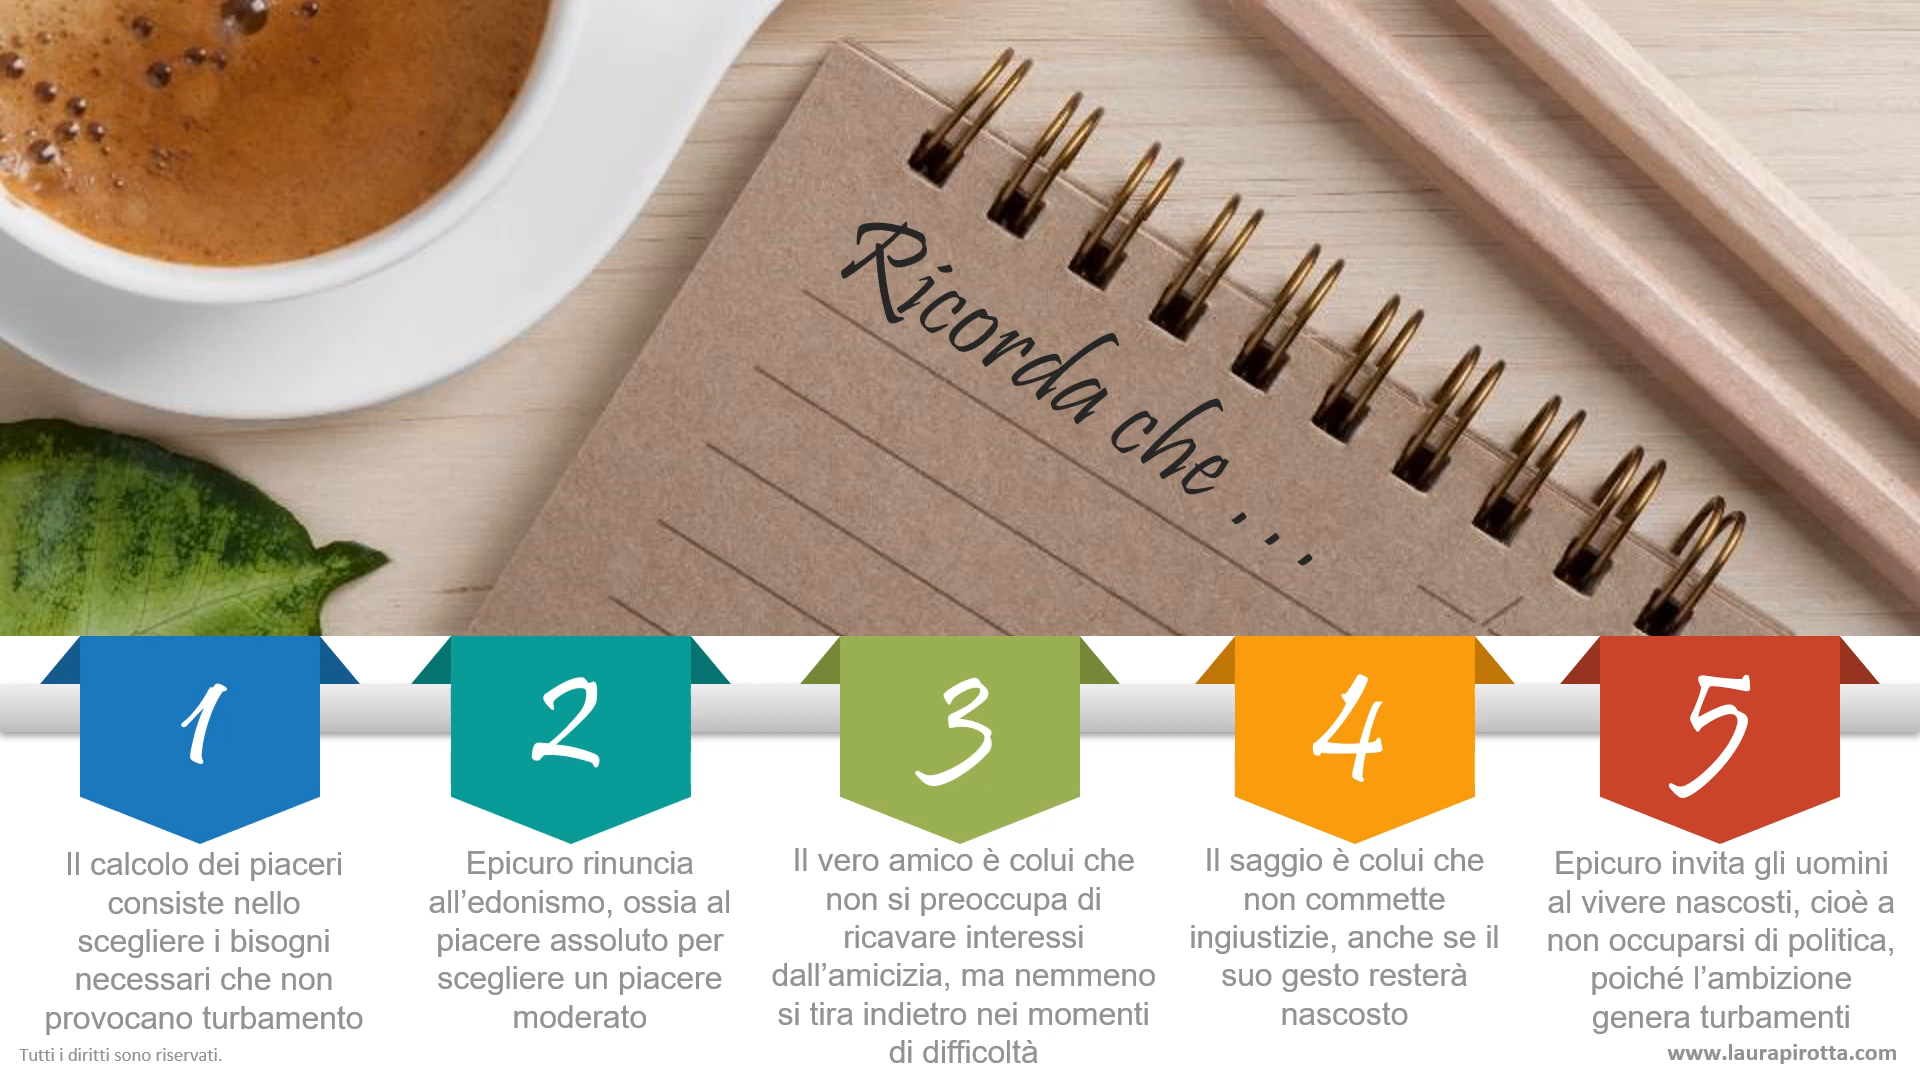 Ricorda che . . .
1
Il calcolo dei piaceri
consiste nello
scegliere i bisogni
necessari che non
provocano turbamento
2
Epicuro rinuncia
all’edonismo, ossia al
piacere assoluto per
scegliere un piacere
moderato
3
Il vero amico è colui che
non si preoccupa di
ricavare interessi
dall’amicizia, ma nemmeno
si tira indietro nei momenti
di difficoltà
4
Il saggio è colui che
non commette
ingiustizie, anche se il
suo gesto resterà
nascosto
5
Epicuro invita gli uomini
al vivere nascosti, cioè a
non occuparsi di politica,
poiché l’ambizione
genera turbamenti
Tutti i diritti sono riservati.
www.laurapirotta.com